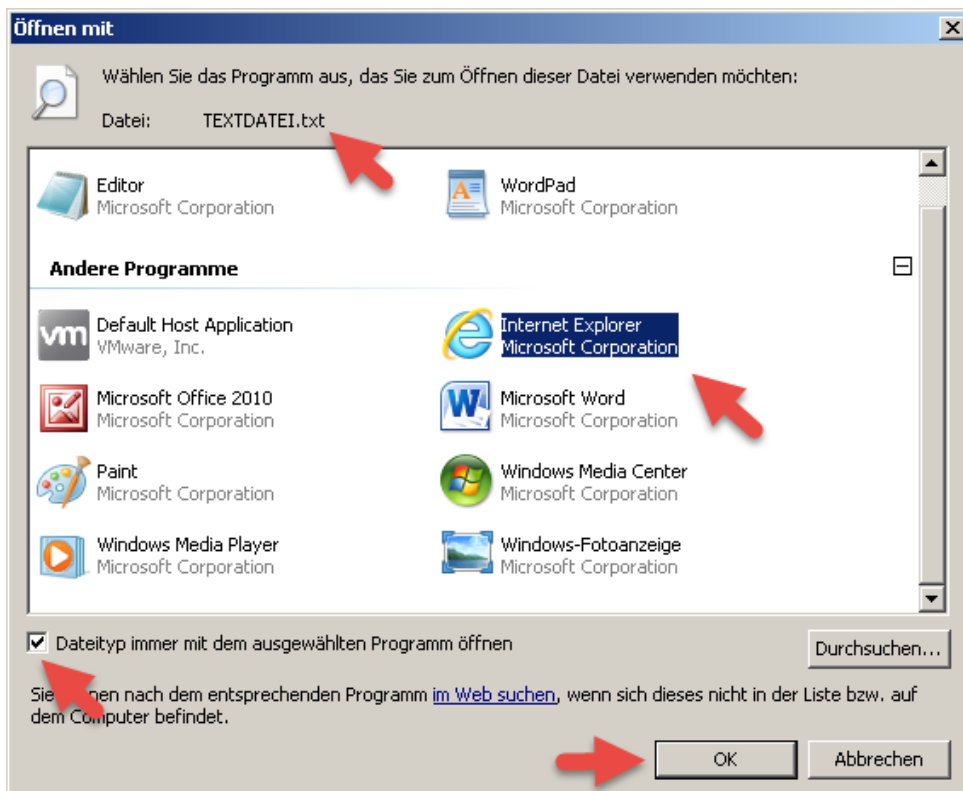 Öffnen mit
Wählen Sie das Programm aus, das Sie zum Öffnen dieser Datei verwenden möchten:
Datei: TEXTDATEI.txt
Editor
Microsoft Corporation
WordPad
Microsoft Corporation
Andere Programme
vm
Default Host Application
VMware, Inc.
Internet Explorer
Microsoft Corporation
Microsoft Office 2010
Microsoft Corporation
Microsoft Word
Microsoft Corporation
Paint
Microsoft Corporation
Windows Media Center
Microsoft Corporation
Windows Media Player
Microsoft Corporation
Windows-Fotoanzeige
Microsoft Corporation
Dateityp immer mit dem ausgewählten Programm öffnen
Durchsuchen...
Sie nach dem entsprechenden Programm im Web suchen, wenn sich dieses nicht in der Liste bzw. auf
dem Computer befindet.
OK
Abbrechen